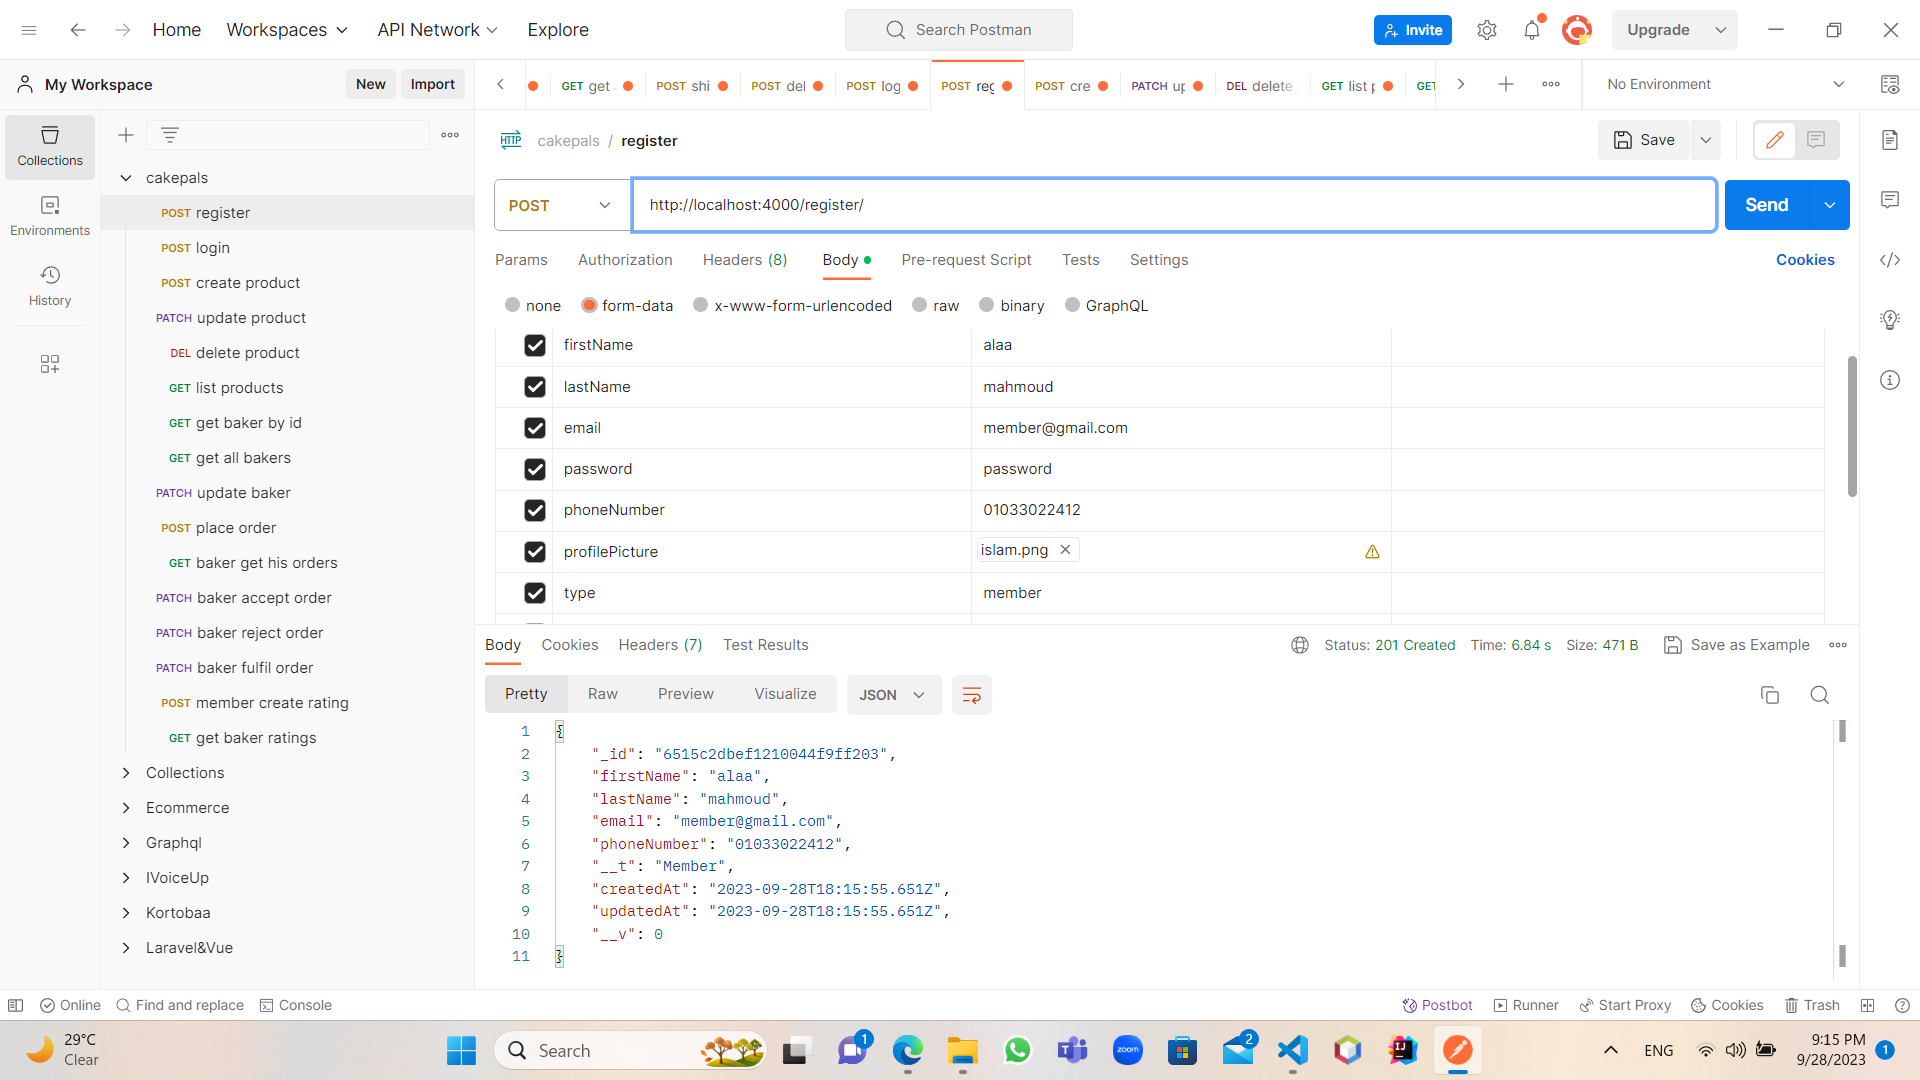 Home Workspaces API Network Explore Search Postman Invite Upgrade
My Workspace New Import
GET get POST shi POST del POST log POST reg POST cre PATCH up DEL delete GET list p GET No Environment
Collections
Environments
History
cakepals
POST register
POST login
POST create product
PATCH update product
DEL delete product
GET list products
GET get baker by id
GET get all bakers
PATCH update baker
POST place order
GET baker get his orders
PATCH baker accept order
PATCH baker reject order
PATCH baker fulfil order
POST member create rating
GET get baker ratings
Collections
Ecommerce
Graphql
IVoiceUp
Kortobaa
Laravel&Vue
HTTP cakepals / register Save
POST http://localhost:4000/register/ Send
Params Authorization Headers (8) Body Pre-request Script Tests Settings Cookies
none form-data x-www-form-urlencoded raw binary GraphQL
firstName alaa
lastName mahmoud
email member@gmail.com
password password
phoneNumber 01033022412
profilePicture islam.png
type member
Body Cookies Headers (7) Test Results Status: 201 Created Time: 6.84 s Size: 471 B Save as Example
Pretty Raw Preview Visualize JSON
1 {
2 "_id": "6515c2dbef1210044f9ff203",
3 "firstName": "alaa",
4 "lastName": "mahmoud",
5 "email": "member@gmail.com",
6 "phoneNumber": "01033022412",
7 "__t": "Member",
8 "createdAt": "2023-09-28T18:15:55.651Z",
9 "updatedAt": "2023-09-28T18:15:55.651Z",
10 "__v": 0
11 }
Online Find and replace Console Postbot Runner Start Proxy Cookies Trash
29°C
Clear
Search
1
zoom
2
IJ
ENG
9:15 PM
9/28/2023
1